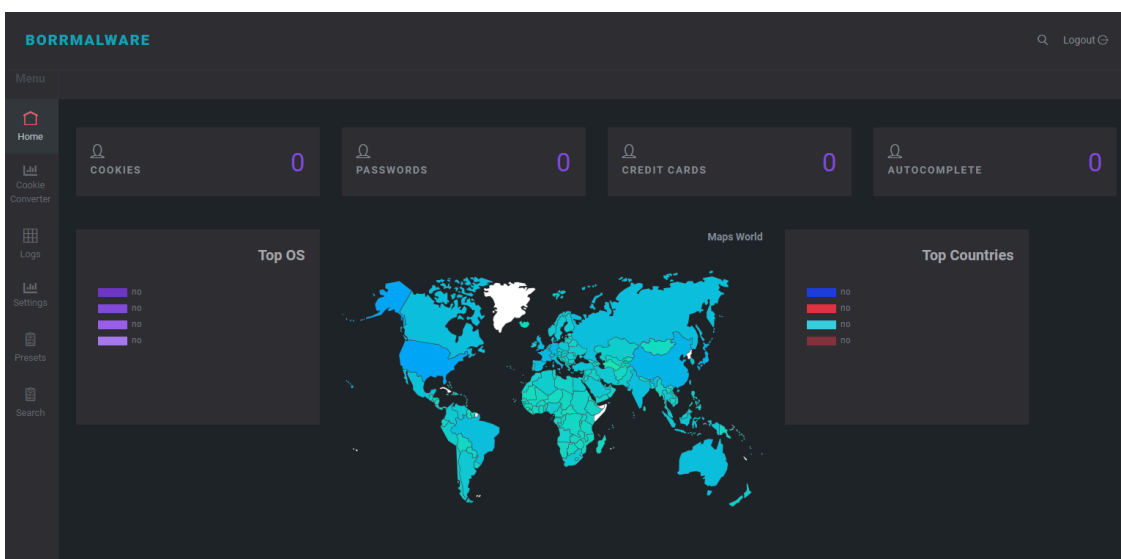 BORRMALWARE
Logout
Menu
Home
Cookie
Converter
Logs
Settings
Presets
Search
COOKIES
0
PASSWORDS
0
CREDIT CARDS
0
AUTOCOMPLETE
0
Top OS
no
no
no
no
Maps World
Top Countries
no
no
no
no